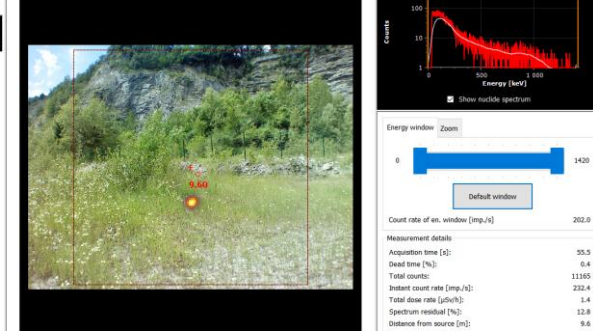 100
10
1
Counts
0 500 1 000
Energy [keV]
Show nuclide spectrum
9.60
Energy window Zoom
0 1420
Default window
Count rate of en. window [imp./s] 202.0
Measurement details
Acquisition time [s]: 55.5
Dead time [%]: 0.4
Total counts: 11165
Instant count rate [imp./s]: 232.4
Total dose rate [µSv/h]: 1.4
Spectrum residual [%]: 12.8
Distance from source [m]: 9.6